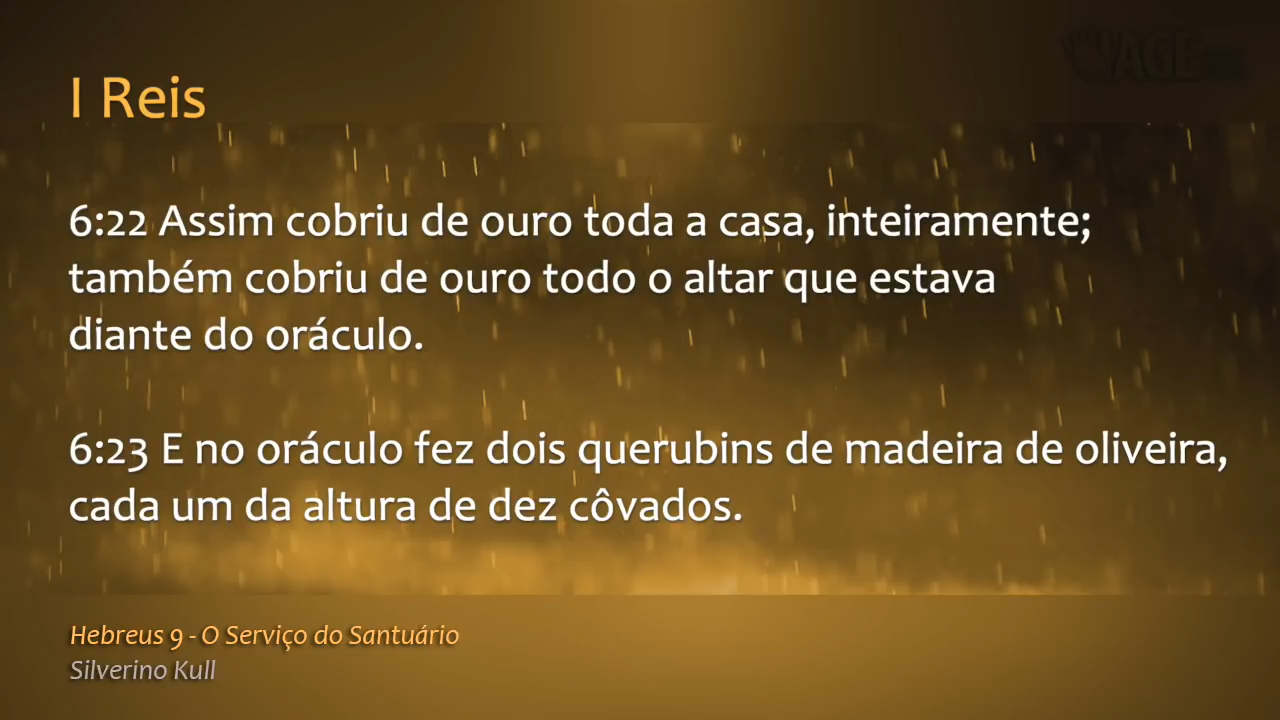 I Reis
6:22 Assim cobriu de ouro toda a casa, inteiramente;
também cobriu de ouro todo o altar que estava
diante do oráculo.
6:23 E no oráculo fez dois querubins de madeira de oliveira,
cada um da altura de dez côvados.
Hebreus 9 - O Serviço do Santuário
Silverino Kull